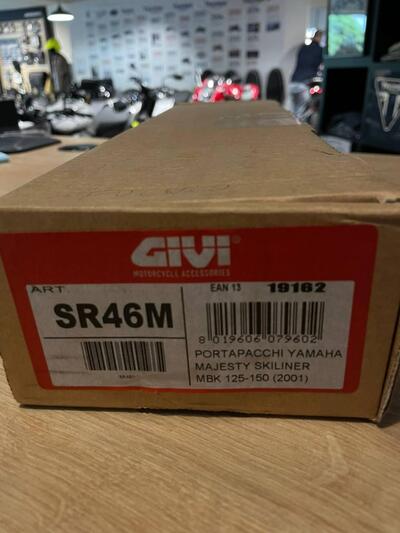 GIVI
MOTORCYCLE ACCESSORIES
ART.
SR46M
EAN 13
19162
8 019606 079602
PORTAPACCHI YAMAHA
MAJESTY SKILINER
MBK 125-150 (2001)